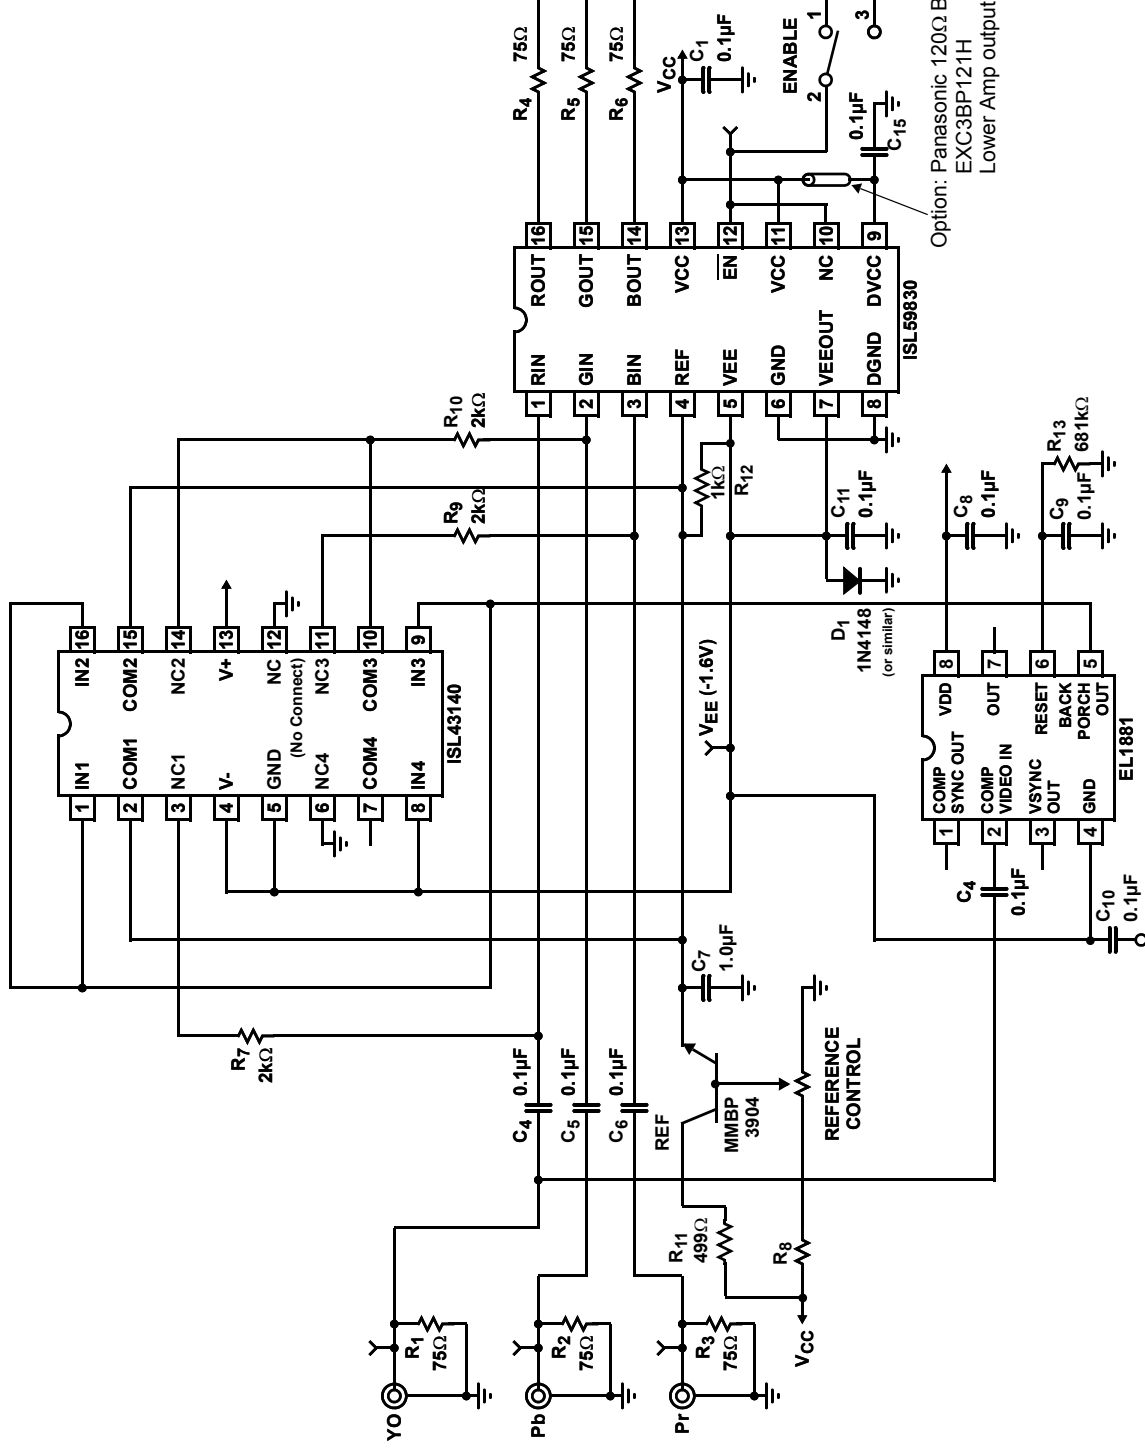 YO
R1
75Ω
Pb
R2
75Ω
Pr
R3
75Ω
VCC
R8
R11
499Ω
REFERENCE
CONTROL
MMBP
3904
REF
C4
0.1µF
C5
0.1µF
C6
0.1µF
C7
1.0µF
R7
2kΩ
1 IN1
2 COM1
3 NC1
4 V-
5 GND
6 NC4
7 COM4
8 IN4
IN2 16
COM2 15
NC2 14
V+ 13
NC 12
(No Connect)
NC3 11
COM3 10
IN3 9
ISL43140
R9
2kΩ
R10
2kΩ
1kΩ
R12
VEE (-1.6V)
D1
1N4148
(or similar)
C11
0.1µF
C4
0.1µF
C10
0.1µF
1 COMP
SYNC OUT
2 COMP
VIDEO IN
3 VSYNC
OUT
4 GND
VDD 8
OUT 7
RESET 6
BACK
PORCH
OUT 5
EL1881
C8
0.1µF
C9
0.1µF
R13
681kΩ
1 RIN
2 GIN
3 BIN
4 REF
5 VEE
6 GND
7 VEEOUT
8 DGND
ROUT 16
GOUT 15
BOUT 14
VCC 13
EN 12
VCC 11
NC 10
DVCC 9
ISL59830
R4
75Ω
R5
75Ω
R6
75Ω
VCC
C1
0.1µF
ENABLE
1
2
3
0.1µF
C15
Option: Panasonic 120Ω B
EXC3BP121H
Lower Amp output